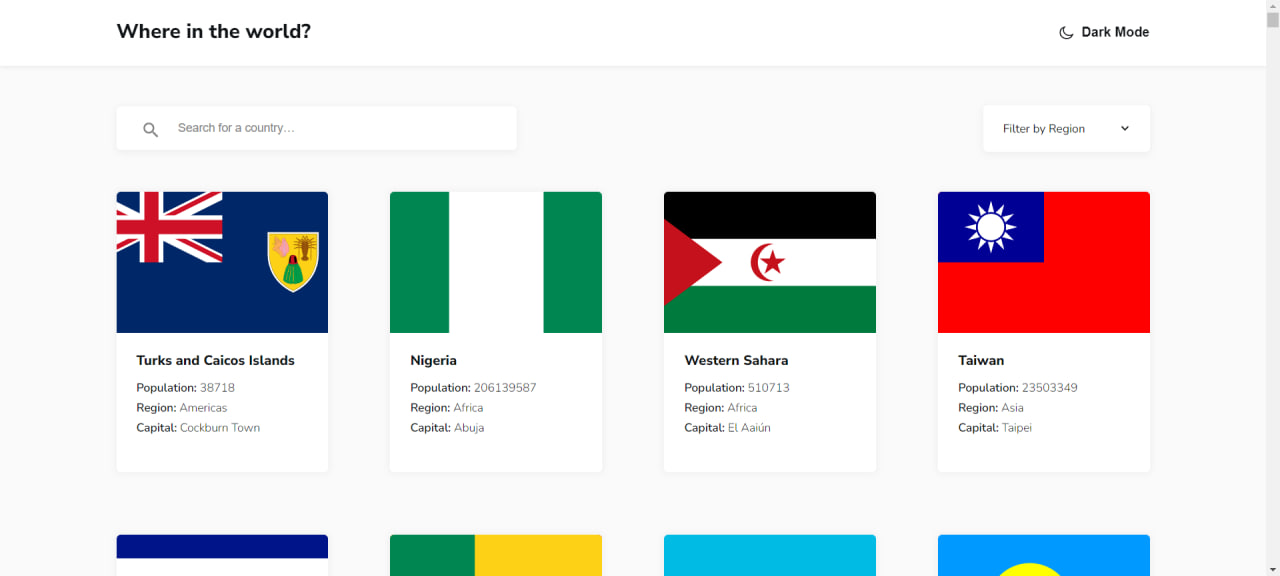 Where in the world?
Dark Mode
Search for a country...
Filter by Region
Turks and Caicos Islands
Population: 38718
Region: Americas
Capital: Cockburn Town
Nigeria
Population: 206139587
Region: Africa
Capital: Abuja
Western Sahara
Population: 510713
Region: Africa
Capital: El Aaiún
Taiwan
Population: 23503349
Region: Asia
Capital: Taipei